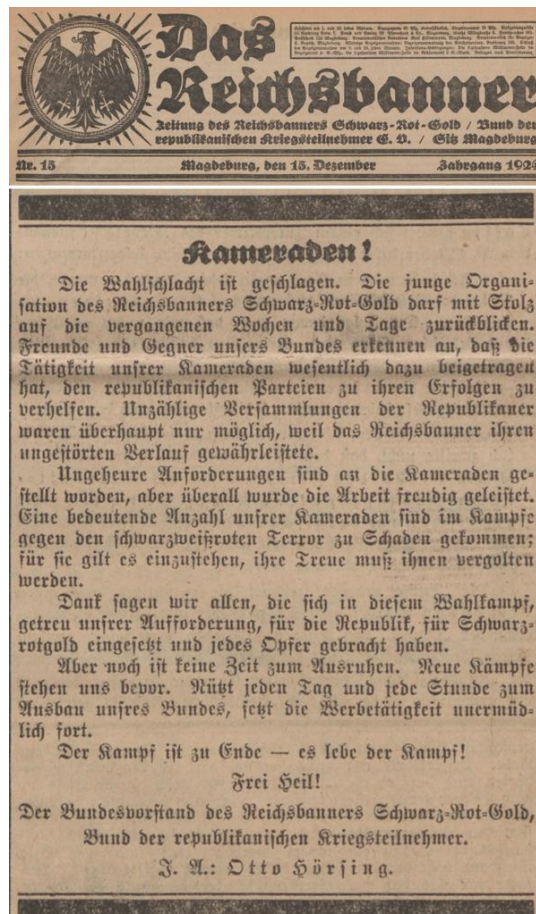 Das
Reichsbanner
Zeitung des Reichsbanners Schwarz-Rot-Gold / Bund der
republikanischen Kriegsteilnehmer E. V. / Sitz Magdeburg
Nr. 15 Magdeburg, den 15. Dezember Jahrgang 1924
Kameraden!
Die Wahlschlacht ist geschlagen. Die junge Organi-
sation des Reichsbanners Schwarz-Rot-Gold darf mit Stolz
auf die vergangenen Wochen und Tage zurückblicken.
Freunde und Gegner unsers Bundes erkennen an, daß die
Tätigkeit unsrer Kameraden wesentlich dazu beigetragen
hat, den republikanischen Parteien zu ihren Erfolgen zu
verhelfen. Unzählige Versammlungen der Republikaner
waren überhaupt nur möglich, weil das Reichsbanner ihren
ungestörten Verlauf gewährleistete.
Ungeheure Anforderungen sind an die Kameraden ge-
stellt worden, aber überall wurde die Arbeit freudig geleistet.
Eine bedeutende Anzahl unsrer Kameraden sind im Kampfe
gegen den schwarzweißroten Terror zu Schaden gekommen;
für sie gilt es einzustehen, ihre Treue muß ihnen vergolten
werden.
Dank sagen wir allen, die sich in diesem Wahlkampf,
getreu unsrer Aufforderung, für die Republik, für Schwarz-
rotgold eingesetzt und jedes Opfer gebracht haben.
Aber noch ist keine Zeit zum Ausruhen. Neue Kämpfe
stehen uns bevor. Nützt jeden Tag und jede Stunde zum
Ausbau unsres Bundes, setzt die Werbetätigkeit unermüd-
lich fort.
Der Kampf ist zu Ende — es lebe der Kampf!
Frei Heil!
Der Bundesvorstand des Reichsbanners Schwarz-Rot-Gold,
Bund der republikanischen Kriegsteilnehmer.
J. A.: Otto Hörsing.